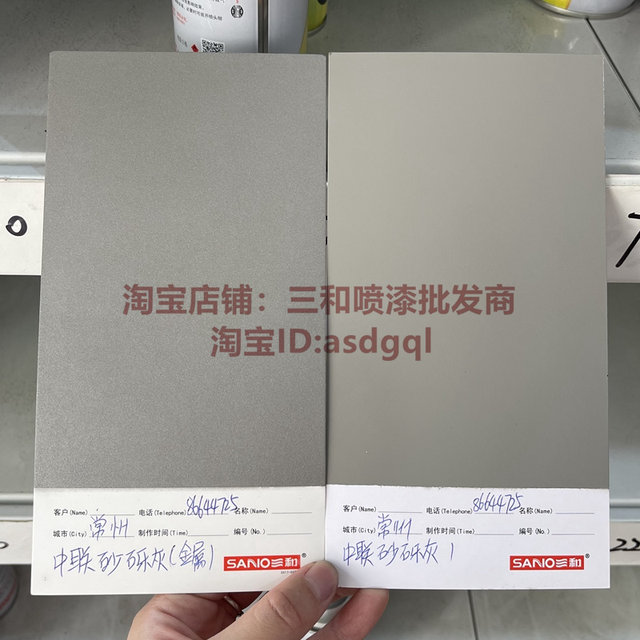 淘宝店铺：三和喷漆批发商
淘宝ID:asdgql
客户(Name) 电话(Telephone) 86644725 名称(Name)
城市(City) 常州 制作时间(Time) 编号(No.)
中联砂砾灰(金属)
SANO三和
客户(Name) 电话(Telephone) 86644725 名称(Name)
城市(City) 常州 制作时间(Time) 编号(No.)
中联砂砾灰 1
SANO三和